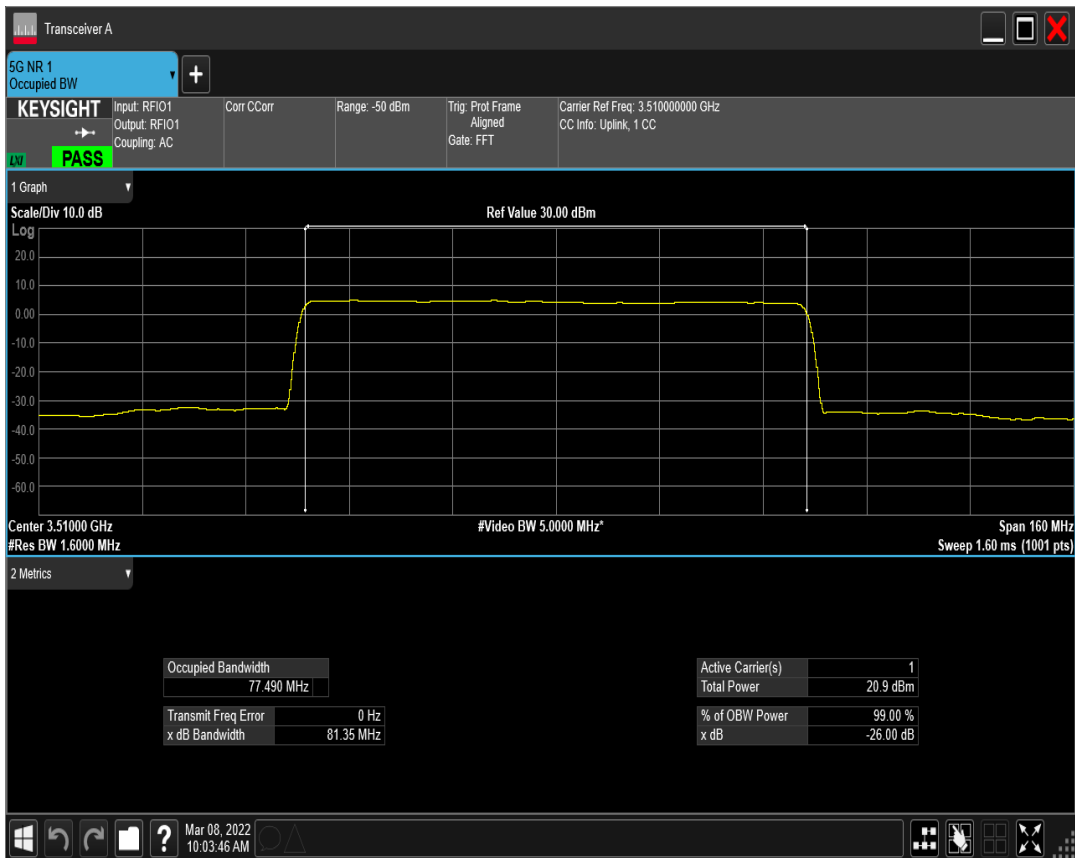 Transceiver A
5G NR 1
Occupied BW
+
KEYSIGHT
LXI
PASS
Input: RFIO1
Output: RFIO1
Coupling: AC
Corr CCorr
Range: -50 dBm
Trig: Prot Frame
Aligned
Gate: FFT
Carrier Ref Freq: 3.510000000 GHz
CC Info: Uplink, 1 CC
1 Graph
Scale/Div 10.0 dB
Ref Value 30.00 dBm
Log
20.0
10.0
0.00
-10.0
-20.0
-30.0
-40.0
-50.0
-60.0
Center 3.51000 GHz
#Video BW 5.0000 MHz*
Span 160 MHz
#Res BW 1.6000 MHz
Sweep 1.60 ms (1001 pts)
2 Metrics
Occupied Bandwidth
77.490 MHz
Transmit Freq Error 0 Hz
x dB Bandwidth 81.35 MHz
Active Carrier(s) 1
Total Power 20.9 dBm
% of OBW Power 99.00 %
x dB -26.00 dB
?
Mar 08, 2022
10:03:46 AM